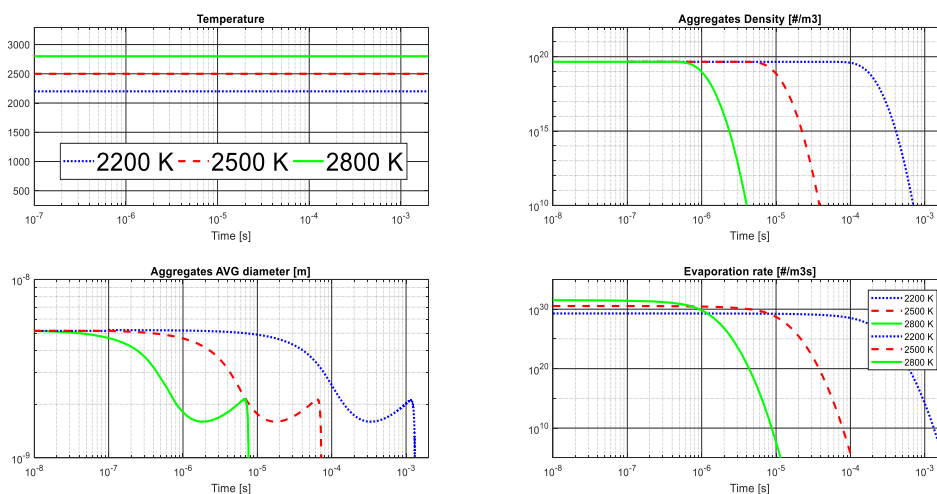 Temperature
3000
2500
2000
1500
1000
500
2200 K 2500 K 2800 K
10-7 10-6 10-5 10-4 10-3
Time [s]
Aggregates Density [#/m3]
1020
1015
1010
10-8 10-7 10-6 10-5 10-4 10-3
Time [s]
Aggregates AVG diameter [m]
10-8
10-9
10-8 10-7 10-6 10-5 10-4 10-3
Time [s]
Evaporation rate [#/m3s]
1030
1020
1010
2200 K
2500 K
2800 K
2200 K
2500 K
2800 K
10-8 10-7 10-6 10-5 10-4 10-3
Time [s]